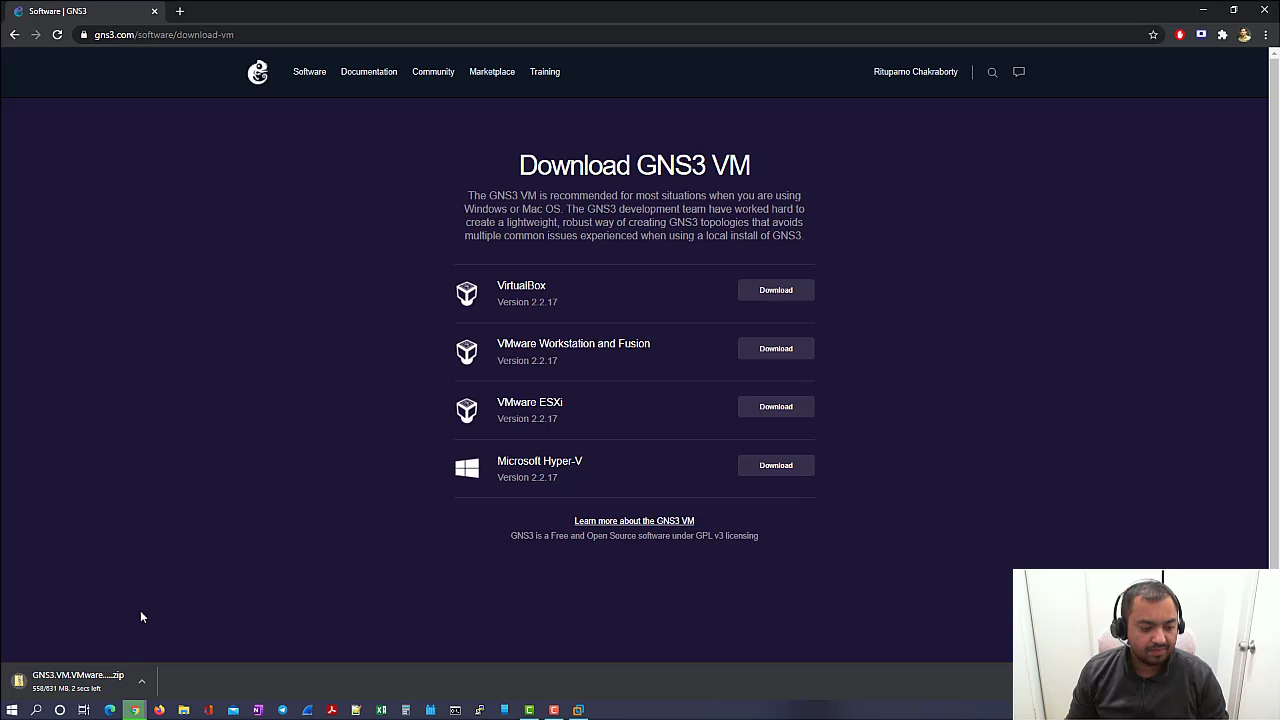 Software | GNS3
gns3.com/software/download-vm
Software Documentation Community Marketplace Training Rituparno Chakraborty
Download GNS3 VM
The GNS3 VM is recommended for most situations when you are using
Windows or Mac OS. The GNS3 development team have worked hard to
create a lightweight, robust way of creating GNS3 topologies that avoids
multiple common issues experienced when using a local install of GNS3.
VirtualBox
Version 2.2.17
Download
VMware Workstation and Fusion
Version 2.2.17
Download
VMware ESXi
Version 2.2.17
Download
Microsoft Hyper-V
Version 2.2.17
Download
Learn more about the GNS3 VM
GNS3 is a Free and Open Source software under GPL v3 licensing
GNS3.VM.VMware....zip
558/631 MB, 2 secs left